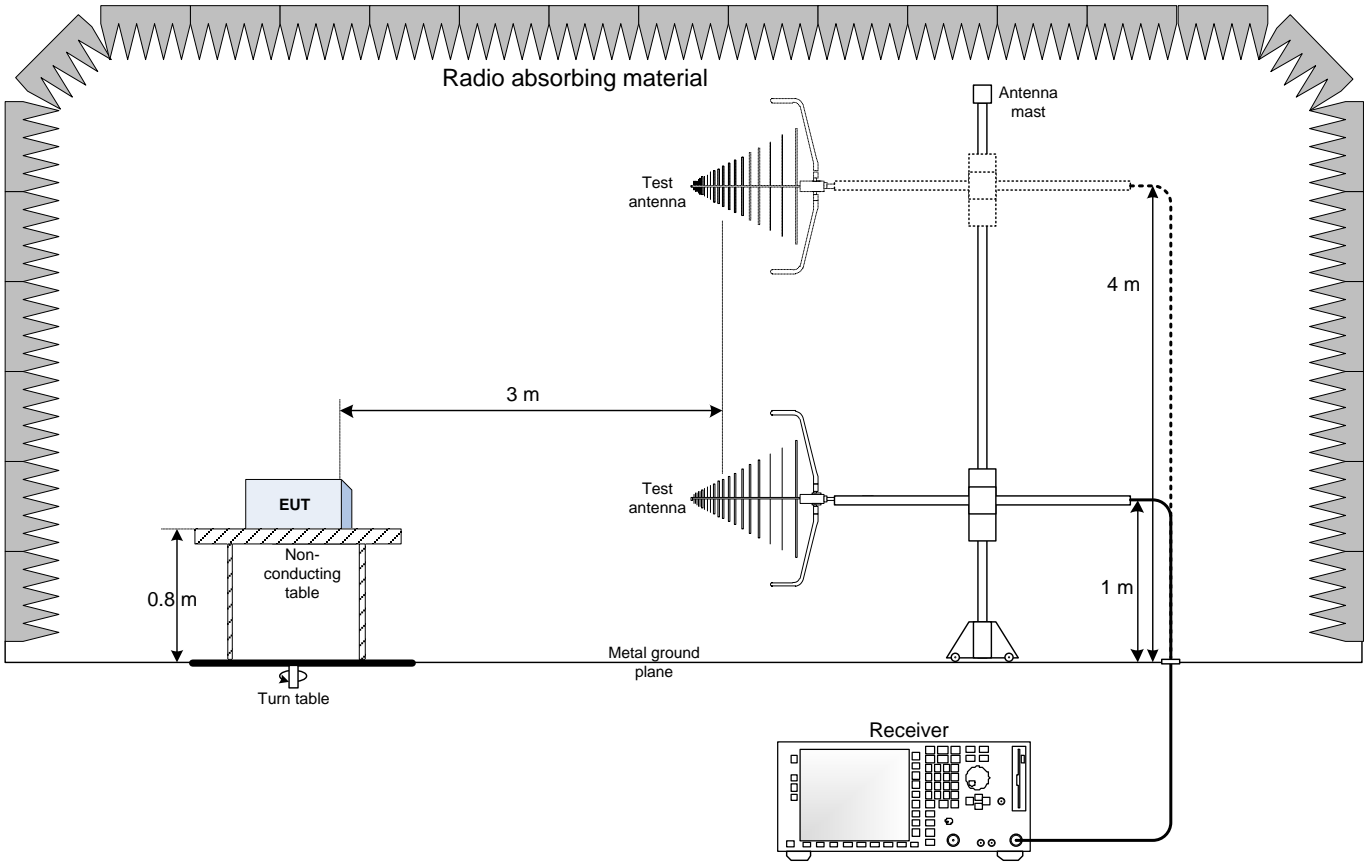 Radio absorbing material
Antenna
mast
Test
antenna
4 m
3 m
Test
antenna
EUT
Non-
conducting
table
0.8 m
1 m
Metal ground
plane
Turn table
Receiver